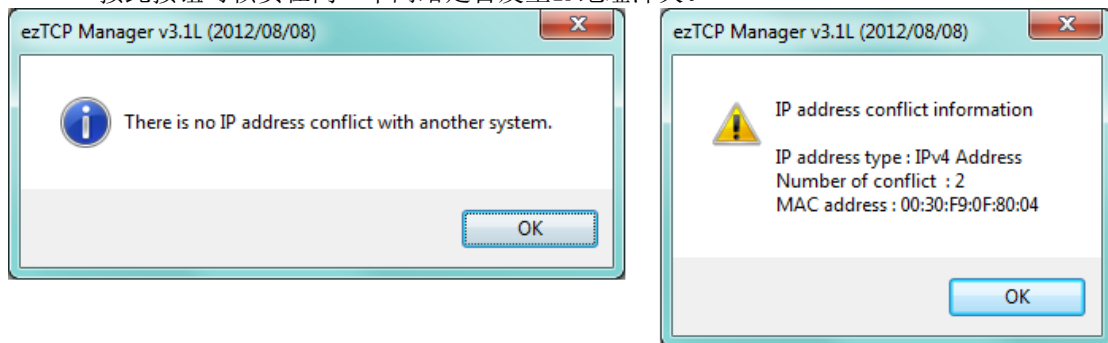 ezTCP Manager v3.1L (2012/08/08)
There is no IP address conflict with another system.
OK
ezTCP Manager v3.1L (2012/08/08)
IP address conflict information
IP address type : IPv4 Address
Number of conflict : 2
MAC address : 00:30:F9:0F:80:04
OK